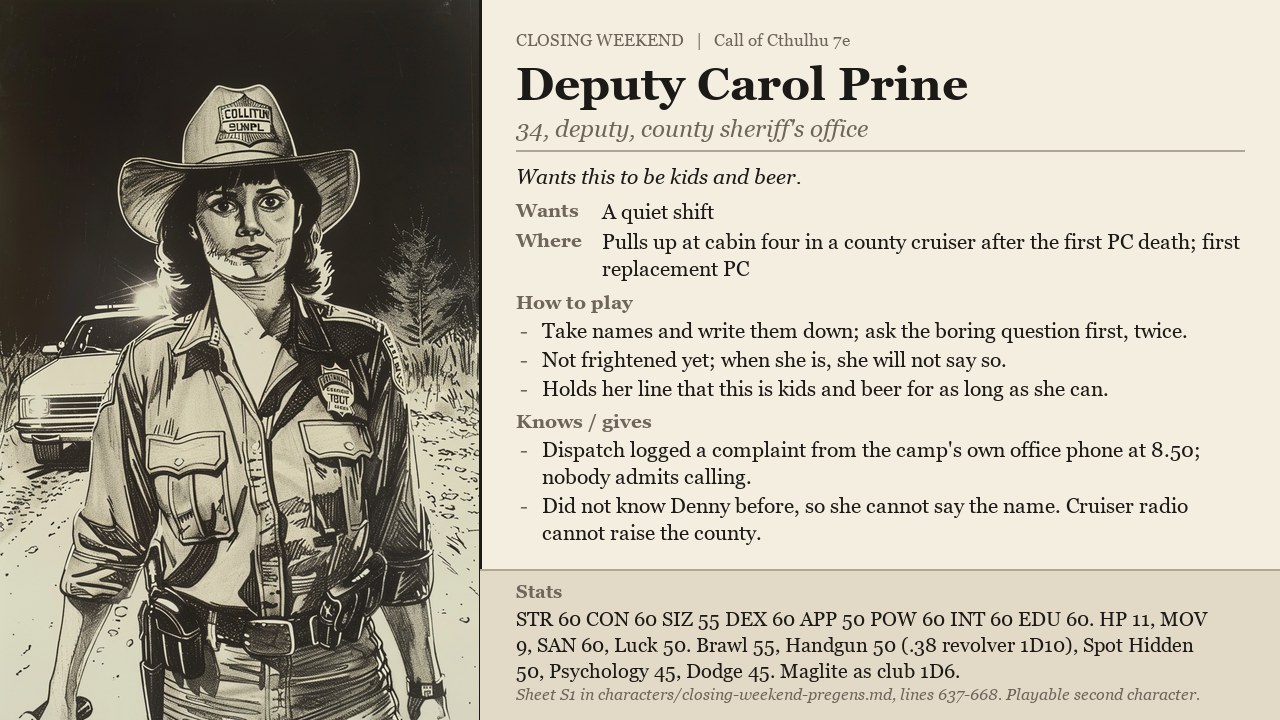 CLOSING WEEKEND | Call of Cthulhu 7e
Deputy Carol Prine
34, deputy, county sheriff's office
Wants this to be kids and beer.
Wants A quiet shift
Where Pulls up at cabin four in a county cruiser after the first PC death; first
replacement PC
How to play
- Take names and write them down; ask the boring question first, twice.
- Not frightened yet; when she is, she will not say so.
- Holds her line that this is kids and beer for as long as she can.
Knows / gives
- Dispatch logged a complaint from the camp's own office phone at 8.50;
nobody admits calling.
- Did not know Denny before, so she cannot say the name. Cruiser radio
cannot raise the county.
Stats
STR 60 CON 60 SIZ 55 DEX 60 APP 50 POW 60 INT 60 EDU 60. HP 11, MOV
9, SAN 60, Luck 50. Brawl 55, Handgun 50 (.38 revolver 1D10), Spot Hidden
50, Psychology 45, Dodge 45. Maglite as club 1D6.
Sheet S1 in characters/closing-weekend-pregens.md, lines 637-668. Playable second character.